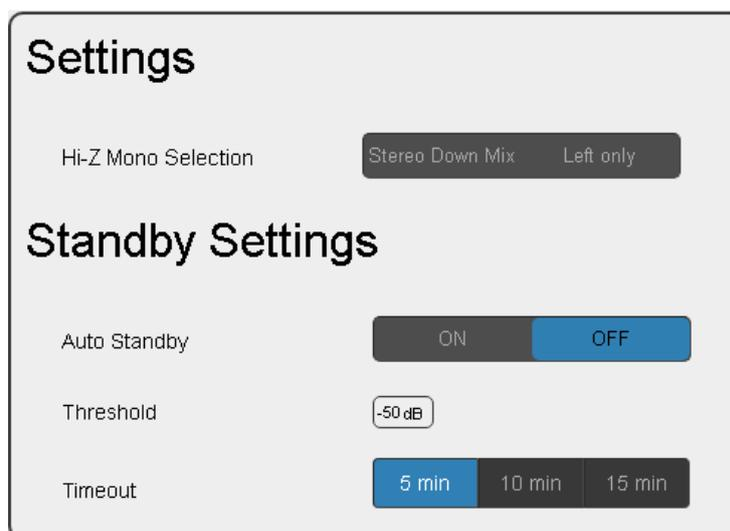 Settings
Hi-Z Mono Selection Stereo Down Mix Left only
Standby Settings
Auto Standby ON OFF
Threshold -50 dB
Timeout 5 min 10 min 15 min